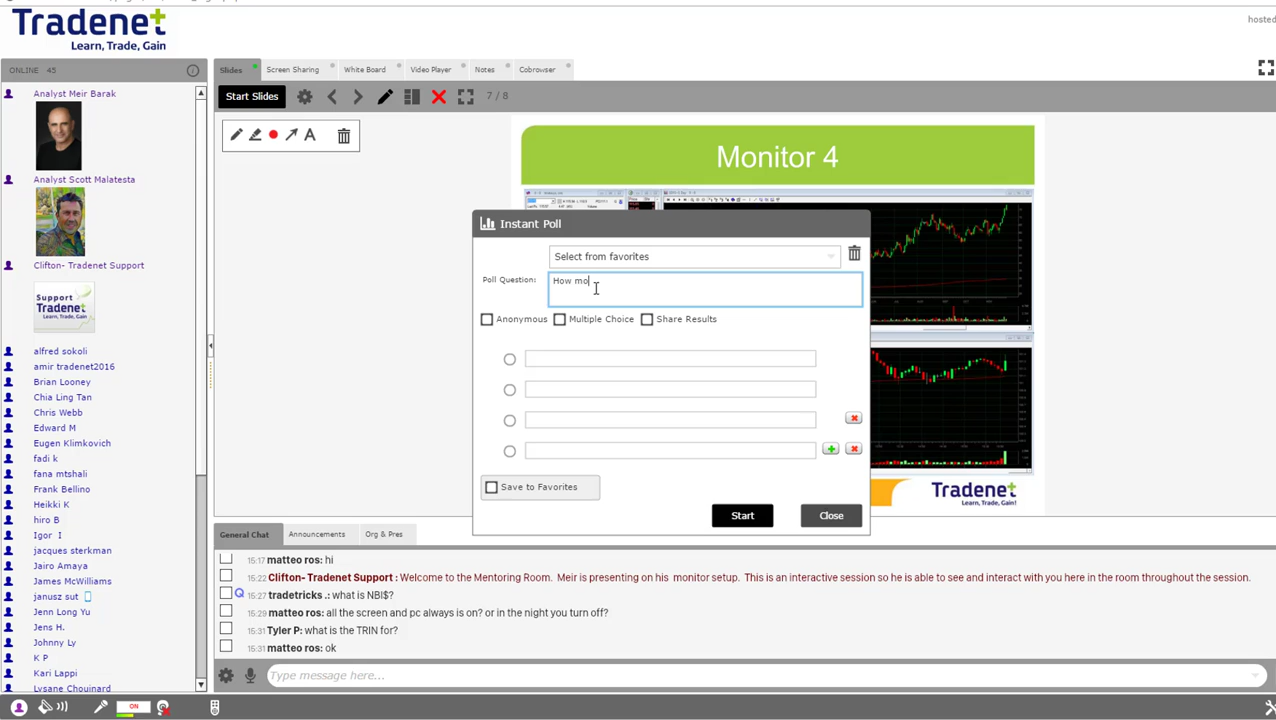 Tradenet
Learn, Trade, Gain
hosted
ONLINE 45
Slides
Screen Sharing
White Board
Video Player
Notes
Cobrowser
Start Slides
7 / 8
A
Analyst Meir Barak
Analyst Scott Malatesta
Clifton- Tradenet Support
Support
Tradenet
alfred sokoli
amir tradenet2016
Brian Looney
Chia Ling Tan
Chris Webb
Edward M
Eugen Klimkovich
fadi k
fana mtshali
Frank Bellino
Heikki K
hiro B
Igor I
jacques sterkman
Jairo Amaya
James McWilliams
janusz sut
Jenn Long Yu
Jens H.
Johnny Ly
K P
Kari Lappi
Lysane Chouinard
Monitor 4
Instant Poll
Select from favorites
Poll Question:
How mo
Anonymous
Multiple Choice
Share Results
Save to Favorites
Start
Close
Tradenet
Learn, Trade, Gain!
General Chat
Announcements
Org & Pres
15:17 matteo ros: hi
15:22 Clifton- Tradenet Support : Welcome to the Mentoring Room. Meir is presenting on his monitor setup. This is an interactive session so he is able to see and interact with you here in the room throughout the session.
15:27 tradetricks .: what is NBI$?
15:29 matteo ros: all the screen and pc always is on? or in the night you turn off?
15:31 Tyler P: what is the TRIN for?
15:31 matteo ros: ok
Type message here...
ON